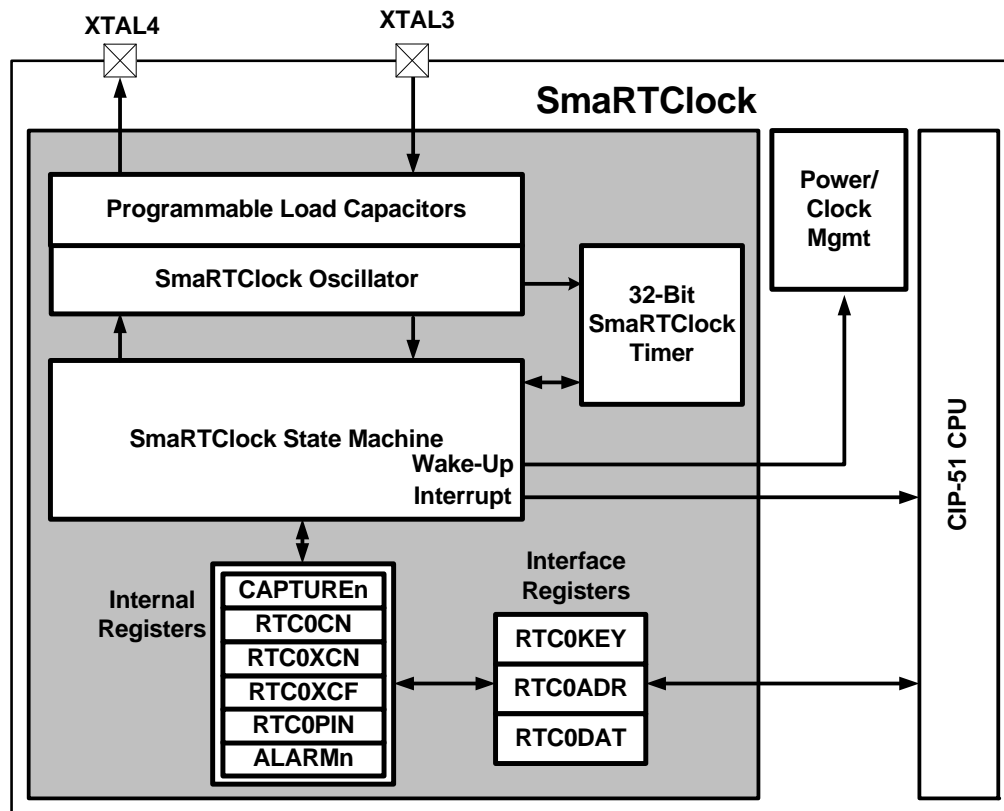 XTAL4
XTAL3
SmaRTClock
Programmable Load Capacitors
SmaRTClock Oscillator
32-Bit
SmaRTClock
Timer
Power/
Clock
Mgmt
CIP-51 CPU
SmaRTClock State Machine
Wake-Up
Interrupt
Internal
Registers
CAPTUREn
RTC0CN
RTC0XCN
RTC0XCF
RTC0PIN
ALARMn
Interface
Registers
RTC0KEY
RTC0ADR
RTC0DAT